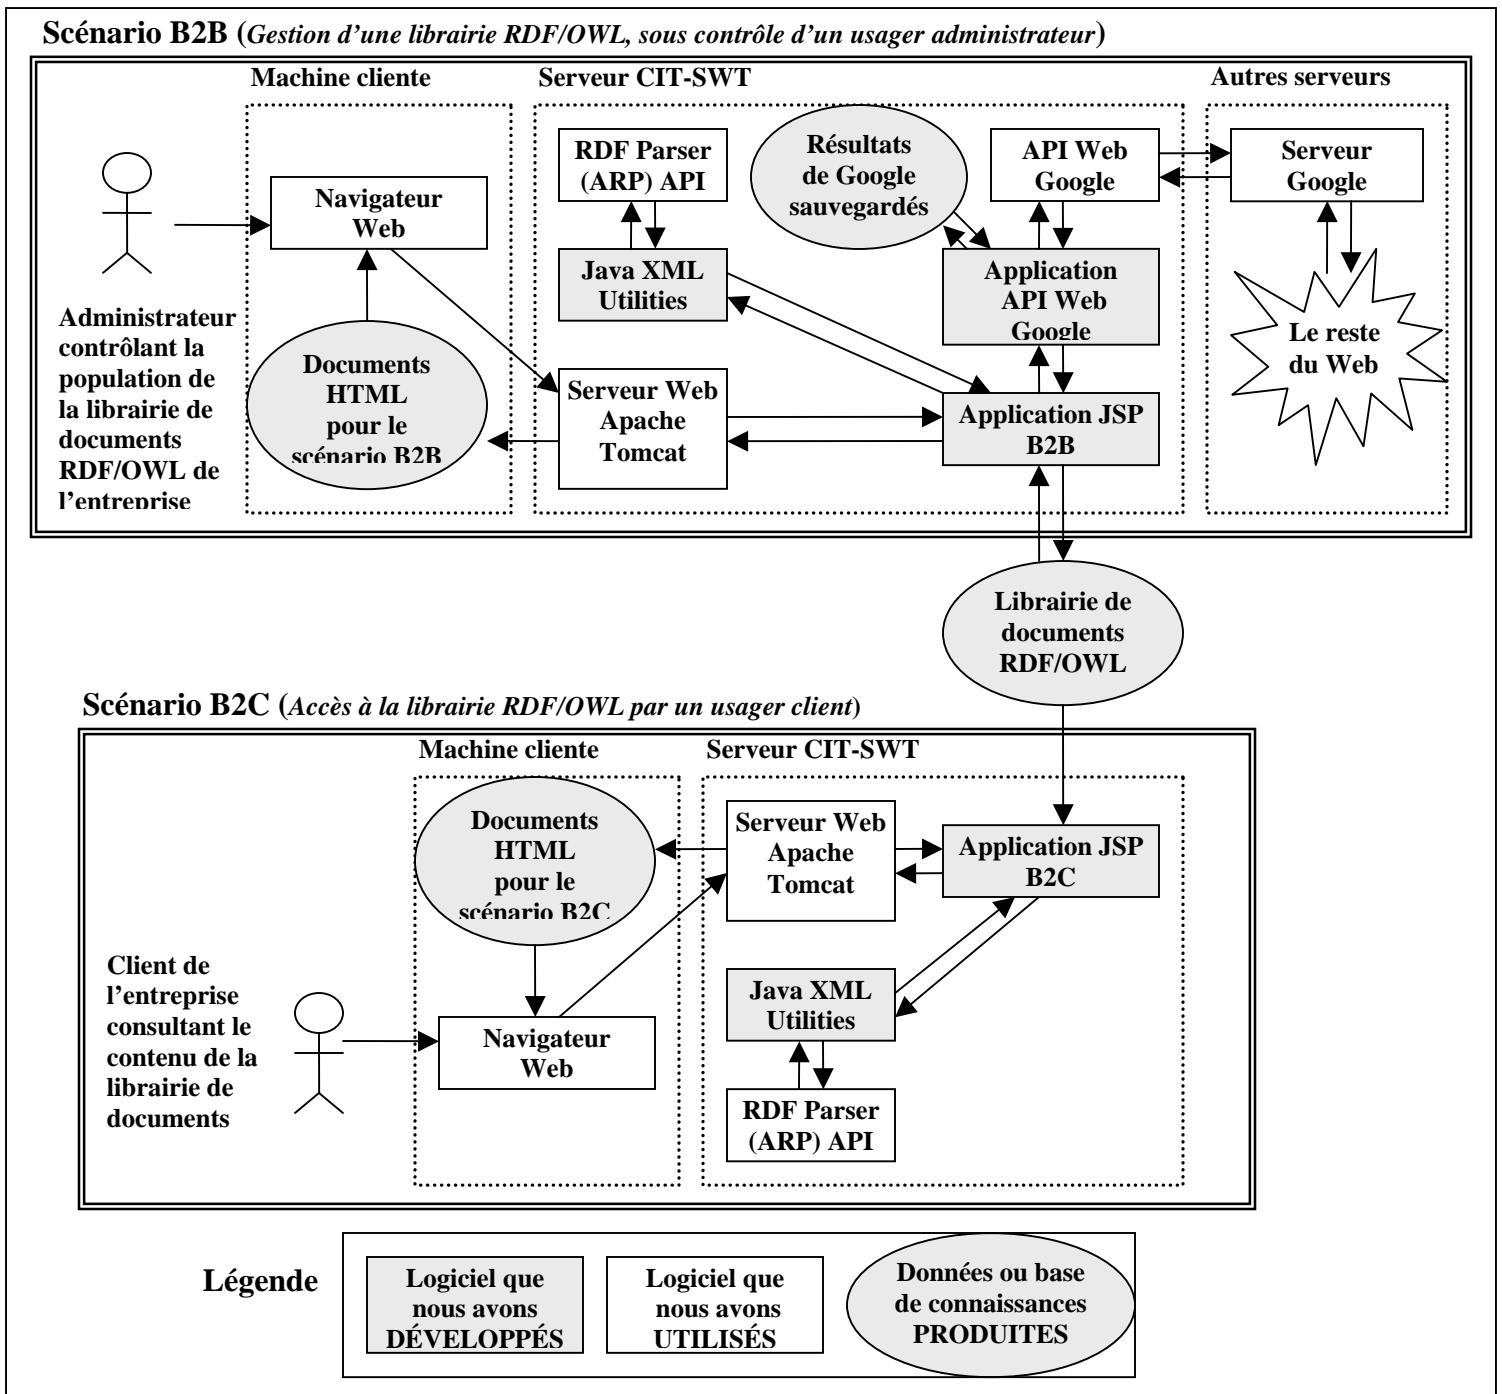 Scénario B2B (Gestion d’une librairie RDF/OWL, sous contrôle d’un usager administrateur)
Machine cliente
Serveur CIT-SWT
Autres serveurs
Administrateur
contrôlant la
population de
la librairie de
documents
RDF/OWL de
l’entreprise
Navigateur
Web
Documents
HTML
pour le
scénario B2B
RDF Parser
(ARP) API
Java XML
Utilities
Serveur Web
Apache
Tomcat
Résultats
de Google
sauvegardés
API Web
Google
Application
API Web
Google
Application JSP
B2B
Serveur
Google
Le reste
du Web
Librairie de
documents
RDF/OWL
Scénario B2C (Accès à la librairie RDF/OWL par un usager client)
Machine cliente
Serveur CIT-SWT
Documents
HTML
pour le
scénario B2C
Serveur Web
Apache
Tomcat
Application JSP
B2C
Client de
l’entreprise
consultant le
contenu de la
librairie de
documents
Navigateur
Web
Java XML
Utilities
RDF Parser
(ARP) API
Légende
Logiciel que
nous avons
DÉVELOPPÉS
Logiciel que
nous avons
UTILISÉS
Données ou base
de connaissances
PRODUITES